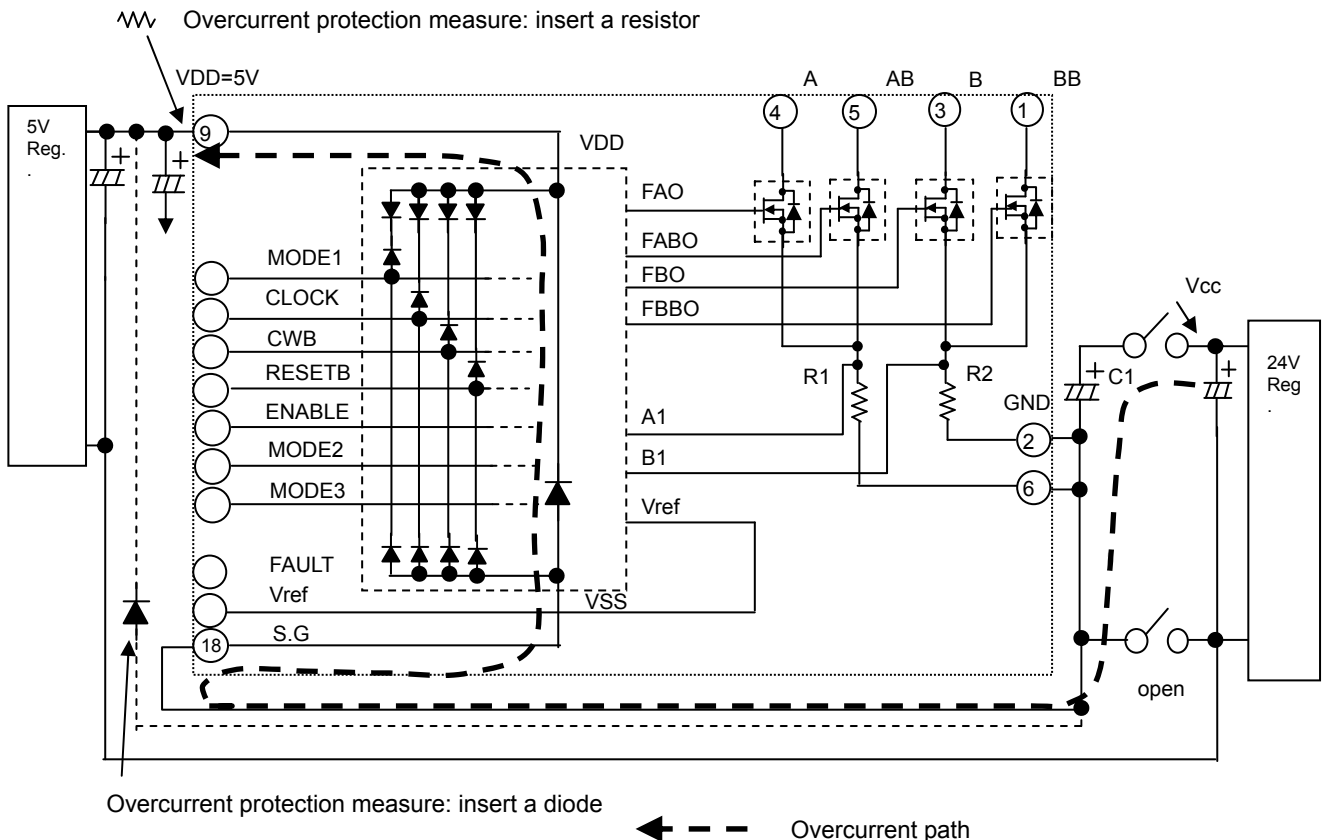 Overcurrent protection measure: insert a resistor
VDD=5V
A
AB
B
BB
4
5
3
1
5V
Reg.
.
+
+
9
VDD
FAO
FABO
FBO
FBBO
MODE1
CLOCK
CWB
RESETB
ENABLE
MODE2
MODE3
FAULT
Vref
S.G
18
VSS
A1
B1
Vref
R1
R2
GND
2
6
+
C1
Vcc
+
24V
Reg
.
open
Overcurrent protection measure: insert a diode
Overcurrent path